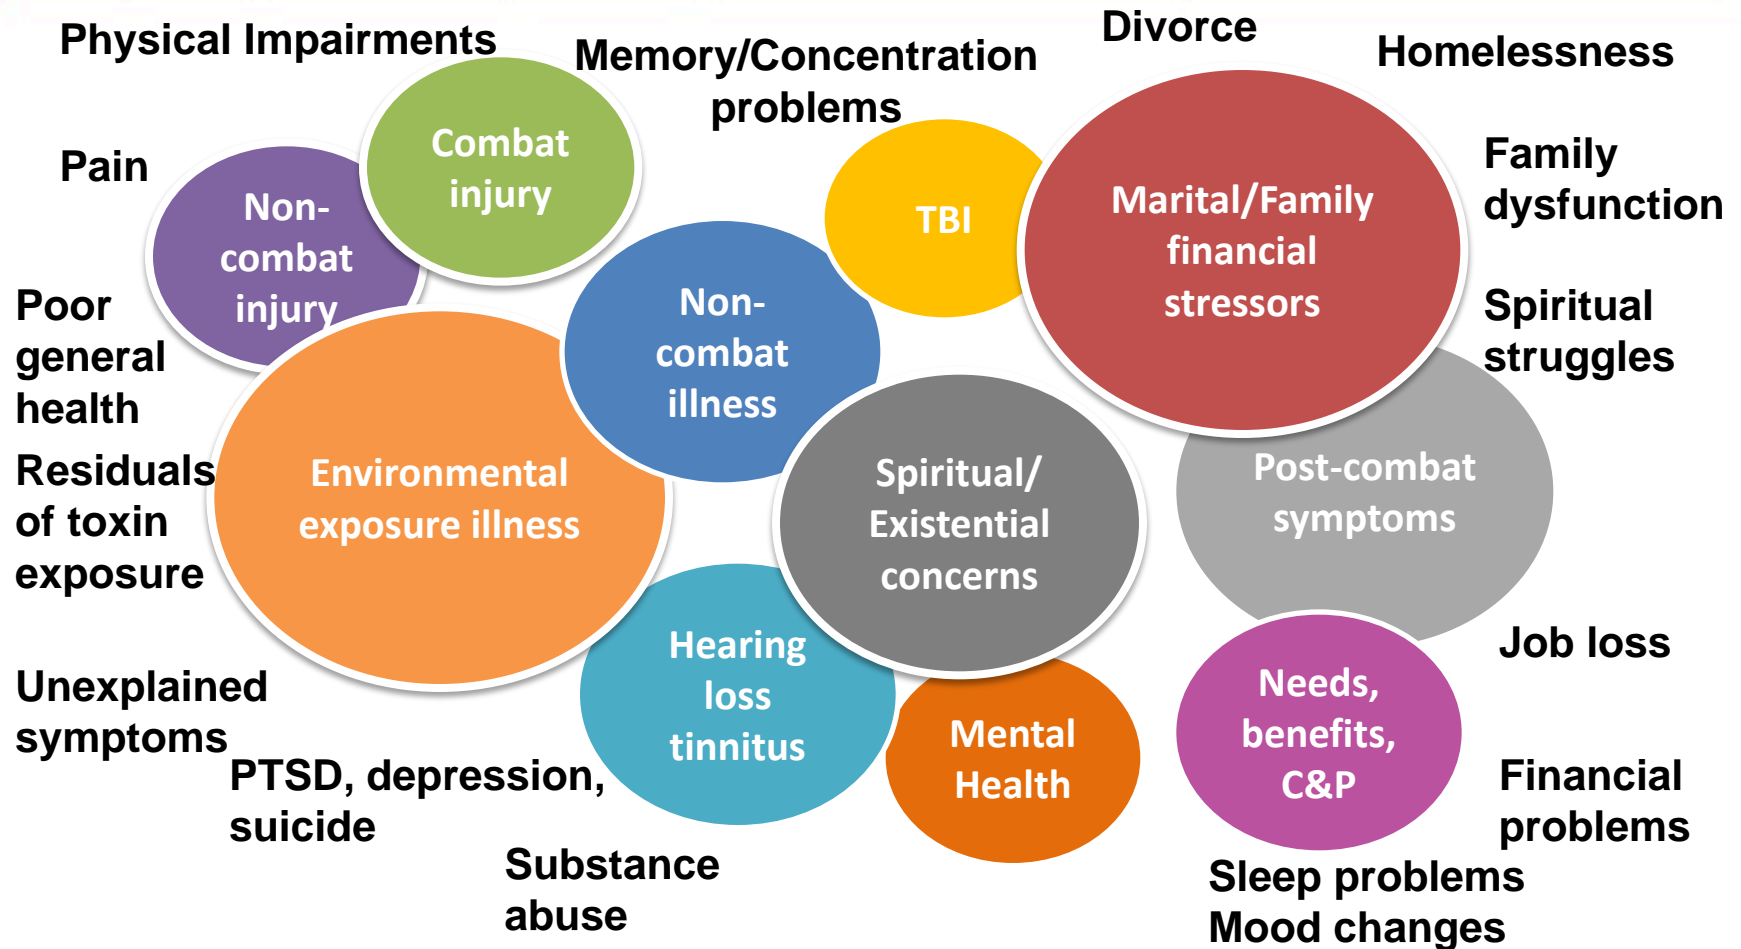 Physical Impairments
Memory/Concentration
problems
Divorce
Homelessness
Pain
Combat
injury
Non-
combat
injury
TBI
Marital/Family
financial
stressors
Family
dysfunction
Poor
general
health
Non-
combat
illness
Spiritual
struggles
Residuals
of toxin
exposure
Environmental
exposure illness
Spiritual/
Existential
concerns
Post-combat
symptoms
Unexplained
symptoms
Hearing
loss
tinnitus
Mental
Health
Needs,
benefits,
C&P
Job loss
PTSD, depression,
suicide
Financial
problems
Substance
abuse
Sleep problems
Mood changes